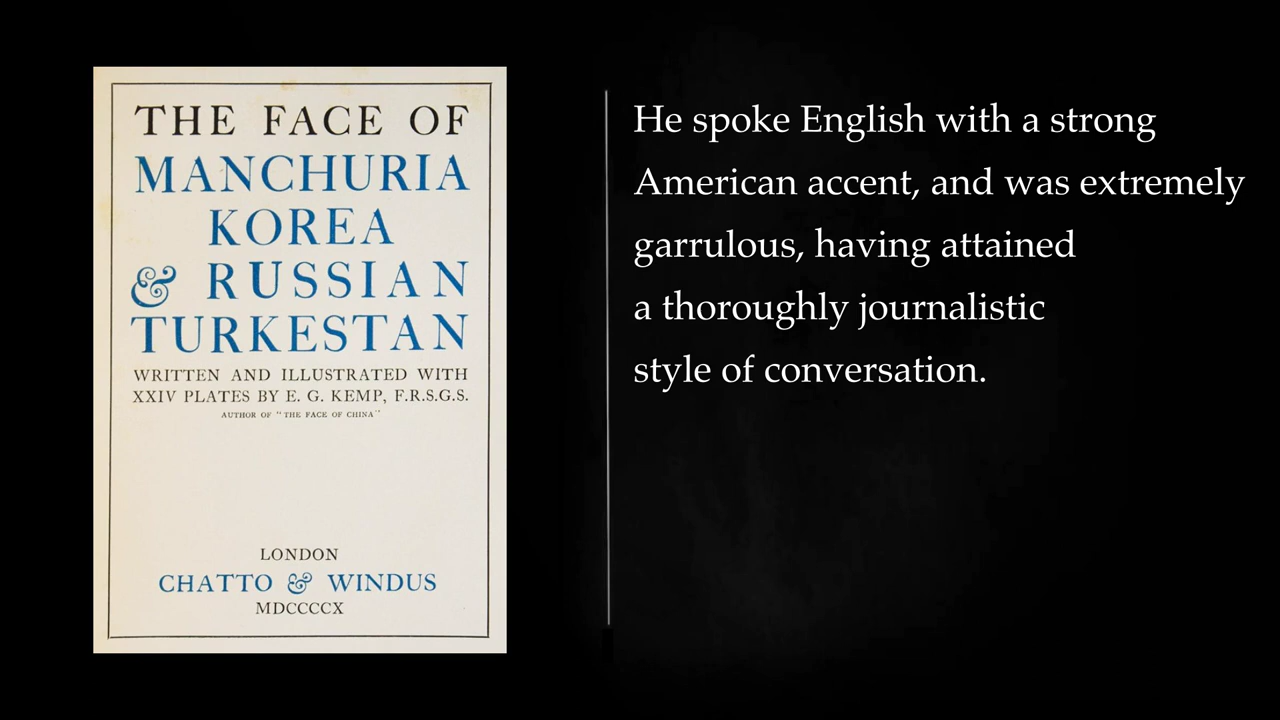 THE FACE OF
MANCHURIA
KOREA
& RUSSIAN
TURKESTAN
WRITTEN AND ILLUSTRATED WITH
XXIV PLATES BY E. G. KEMP, F.R.S.G.S.
AUTHOR OF "THE FACE OF CHINA"
LONDON
CHATTO & WINDUS
MDCCCCX
He spoke English with a strong
American accent, and was extremely
garrulous, having attained
a thoroughly journalistic
style of conversation.